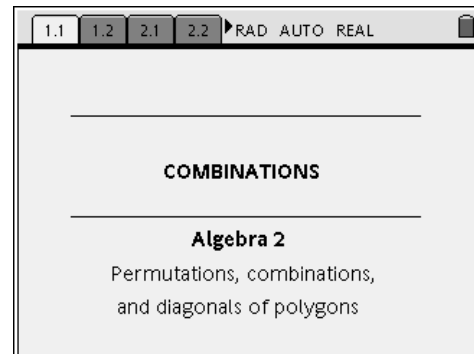 1.1 1.2 2.1 2.2 RAD AUTO REAL
COMBINATIONS
Algebra 2
Permutations, combinations,
and diagonals of polygons